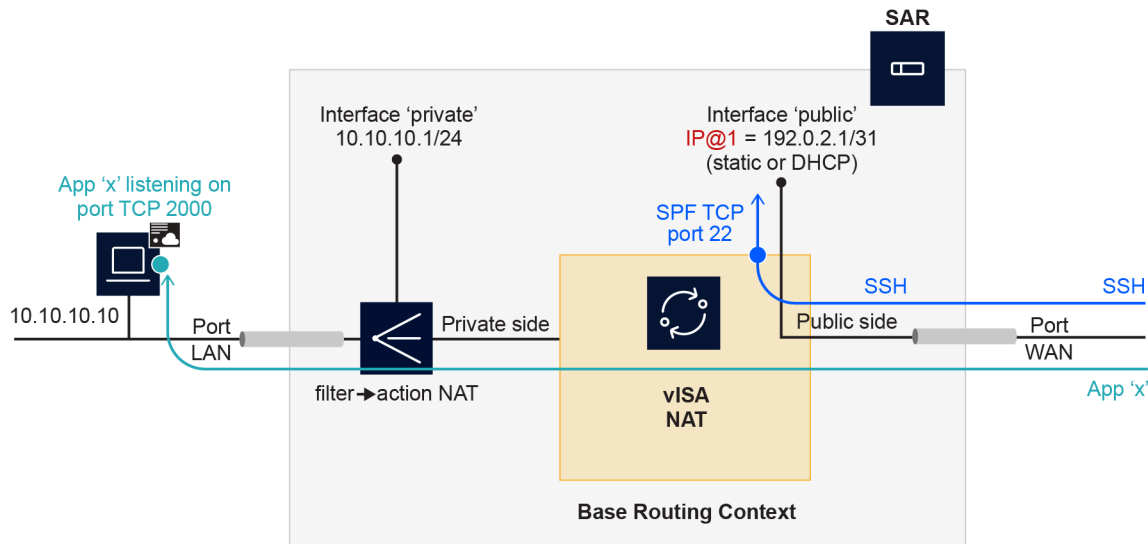 SAR
Interface ‘private’
10.10.10.1/24
Interface ‘public’
IP@1 = 192.0.2.1/31
(static or DHCP)
App ‘x’ listening on
port TCP 2000
SPF TCP
port 22
SSH
SSH
10.10.10.10
Port
LAN
Private side
Public side
Port
WAN
filter➔action NAT
vISA
NAT
App ‘x’
Base Routing Context